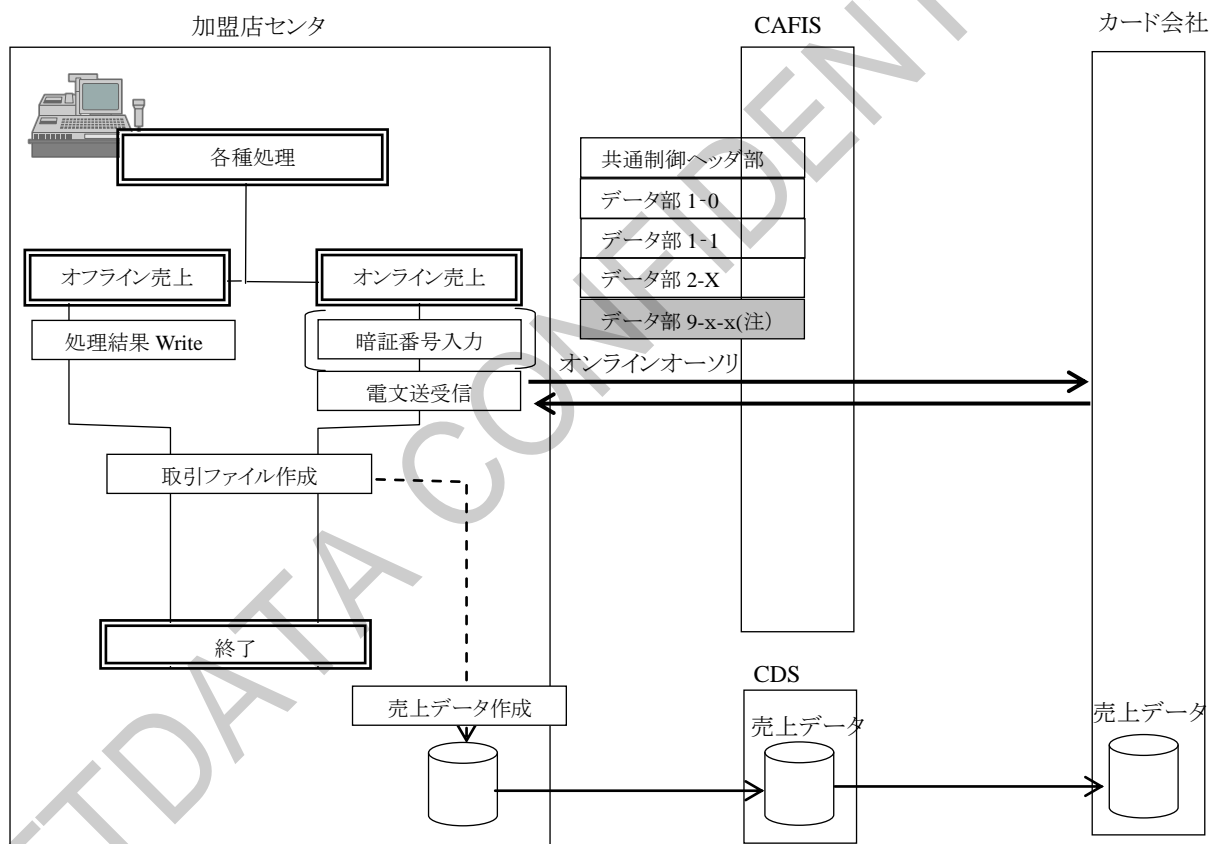 加盟店センタ
CAFIS
カード会社
各種処理
共通制御ヘッダ部
データ部 1-0
データ部 1-1
データ部 2-X
データ部 9-x-x(注)
オフライン売上
オンライン売上
処理結果 Write
暗証番号入力
オンラインオーソリ
電文送受信
取引ファイル作成
終了
CDS
売上データ作成
売上データ
売上データ
TDATA CONFIDENT